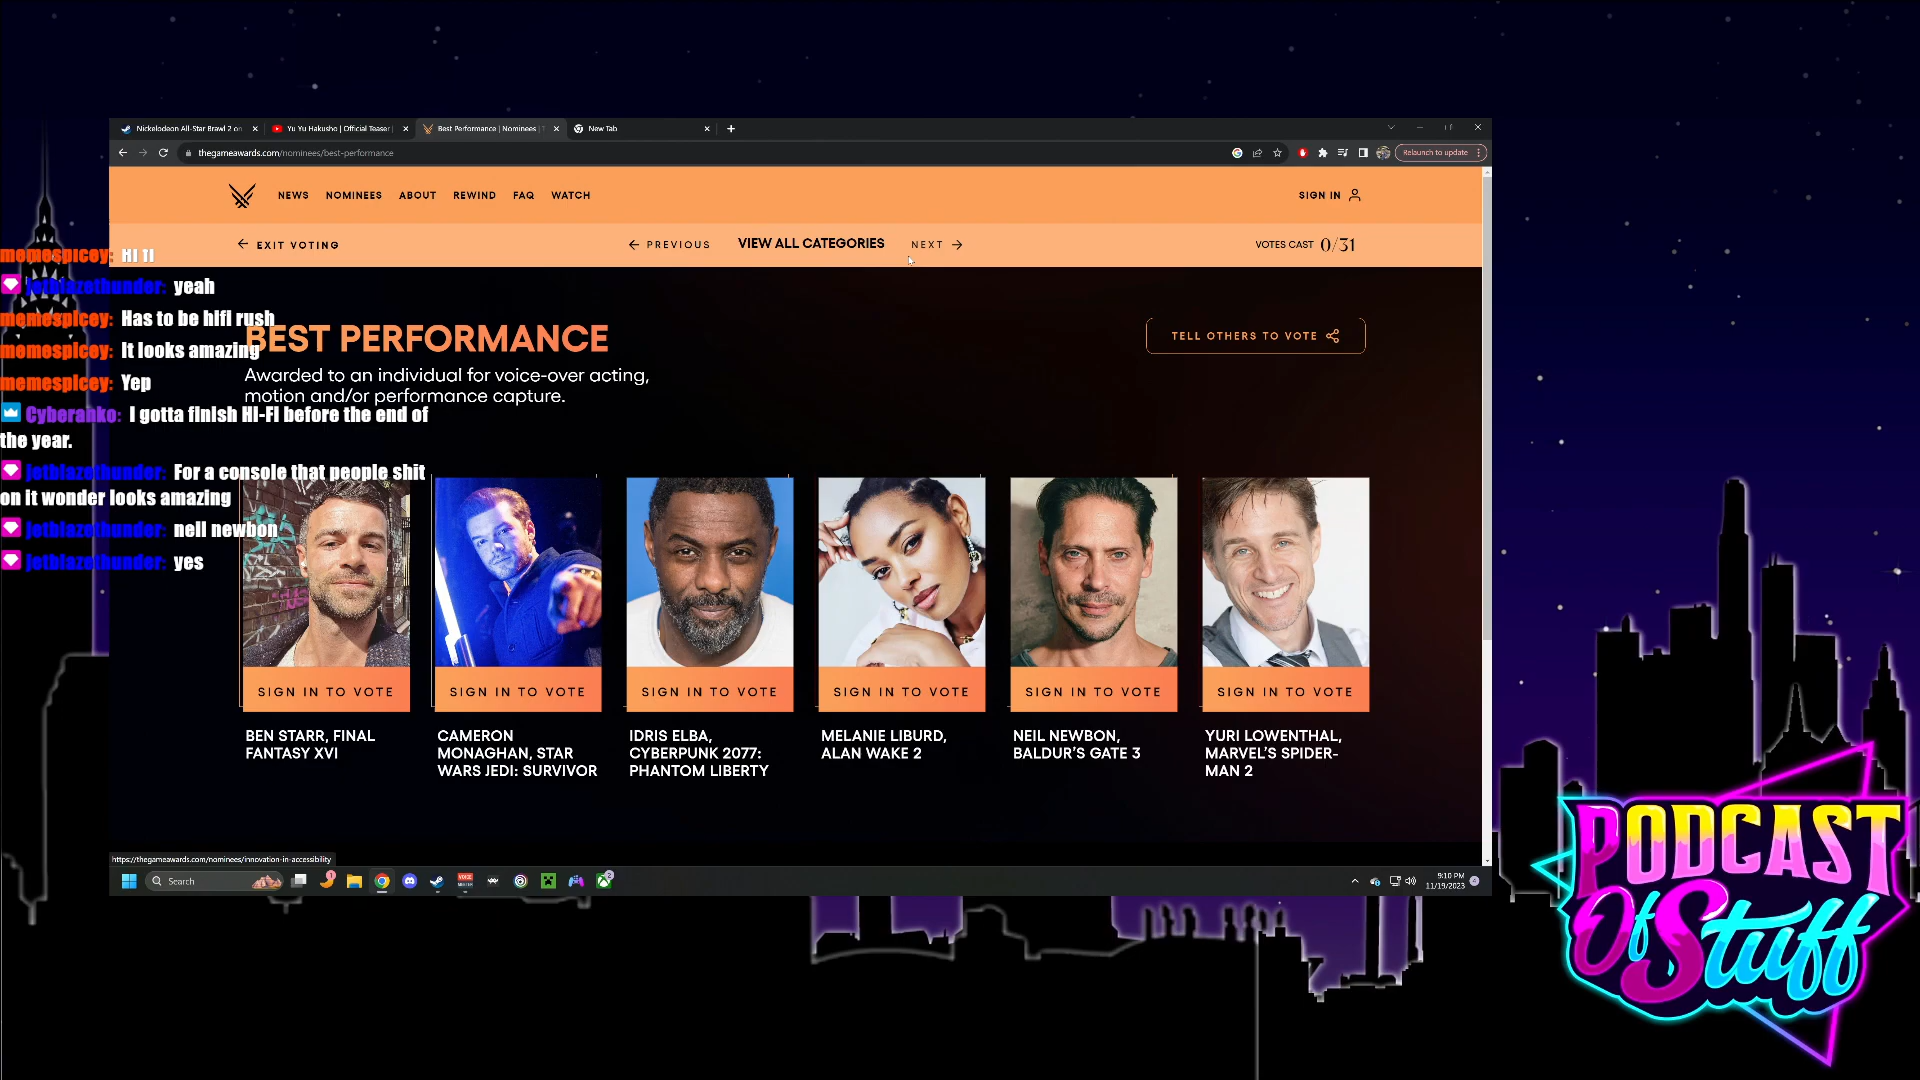 Nickelodeon All-Star Brawl 2 on
Yu Yu Hakusho | Official Teaser |
Best Performance | Nominees |
New Tab
thegameawards.com/nominees/best-performance
Relaunch to update
NEWS
NOMINEES
ABOUT
REWIND
FAQ
WATCH
SIGN IN
EXIT VOTING
PREVIOUS
VIEW ALL CATEGORIES
NEXT
VOTES CAST 0/31
memespicey: Hi Ti
jetblazethunder: yeah
memespicey: Has to be hifi rush
memespicey: It looks amazing
memespicey: Yep
Cyberahko: I gotta finish Hi-Fi before the end of
the year.
jetblazethunder: For a console that people shit
on it wonder looks amazing
jetblazethunder: neil newbon
jetblazethunder: yes
BEST PERFORMANCE
Awarded to an individual for voice-over acting,
motion and/or performance capture.
TELL OTHERS TO VOTE
SIGN IN TO VOTE
SIGN IN TO VOTE
SIGN IN TO VOTE
SIGN IN TO VOTE
SIGN IN TO VOTE
SIGN IN TO VOTE
BEN STARR, FINAL
FANTASY XVI
CAMERON
MONAGHAN, STAR
WARS JEDI: SURVIVOR
IDRIS ELBA,
CYBERPUNK 2077:
PHANTOM LIBERTY
MELANIE LIBURD,
ALAN WAKE 2
NEIL NEWBON,
BALDUR'S GATE 3
YURI LOWENTHAL,
MARVEL'S SPIDER-
MAN 2
https://thegameawards.com/nominees/innovation-in-accessibility
Search
9:10 PM
11/19/2023
PODCAST
Of Stuff